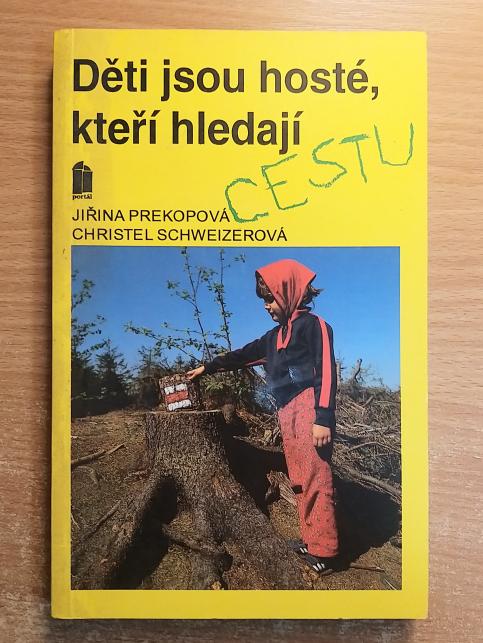 Děti jsou hosté,
kteří hledají
CESTU
portál
JIŘINA PREKOPOVÁ
CHRISTEL SCHWEIZEROVÁ